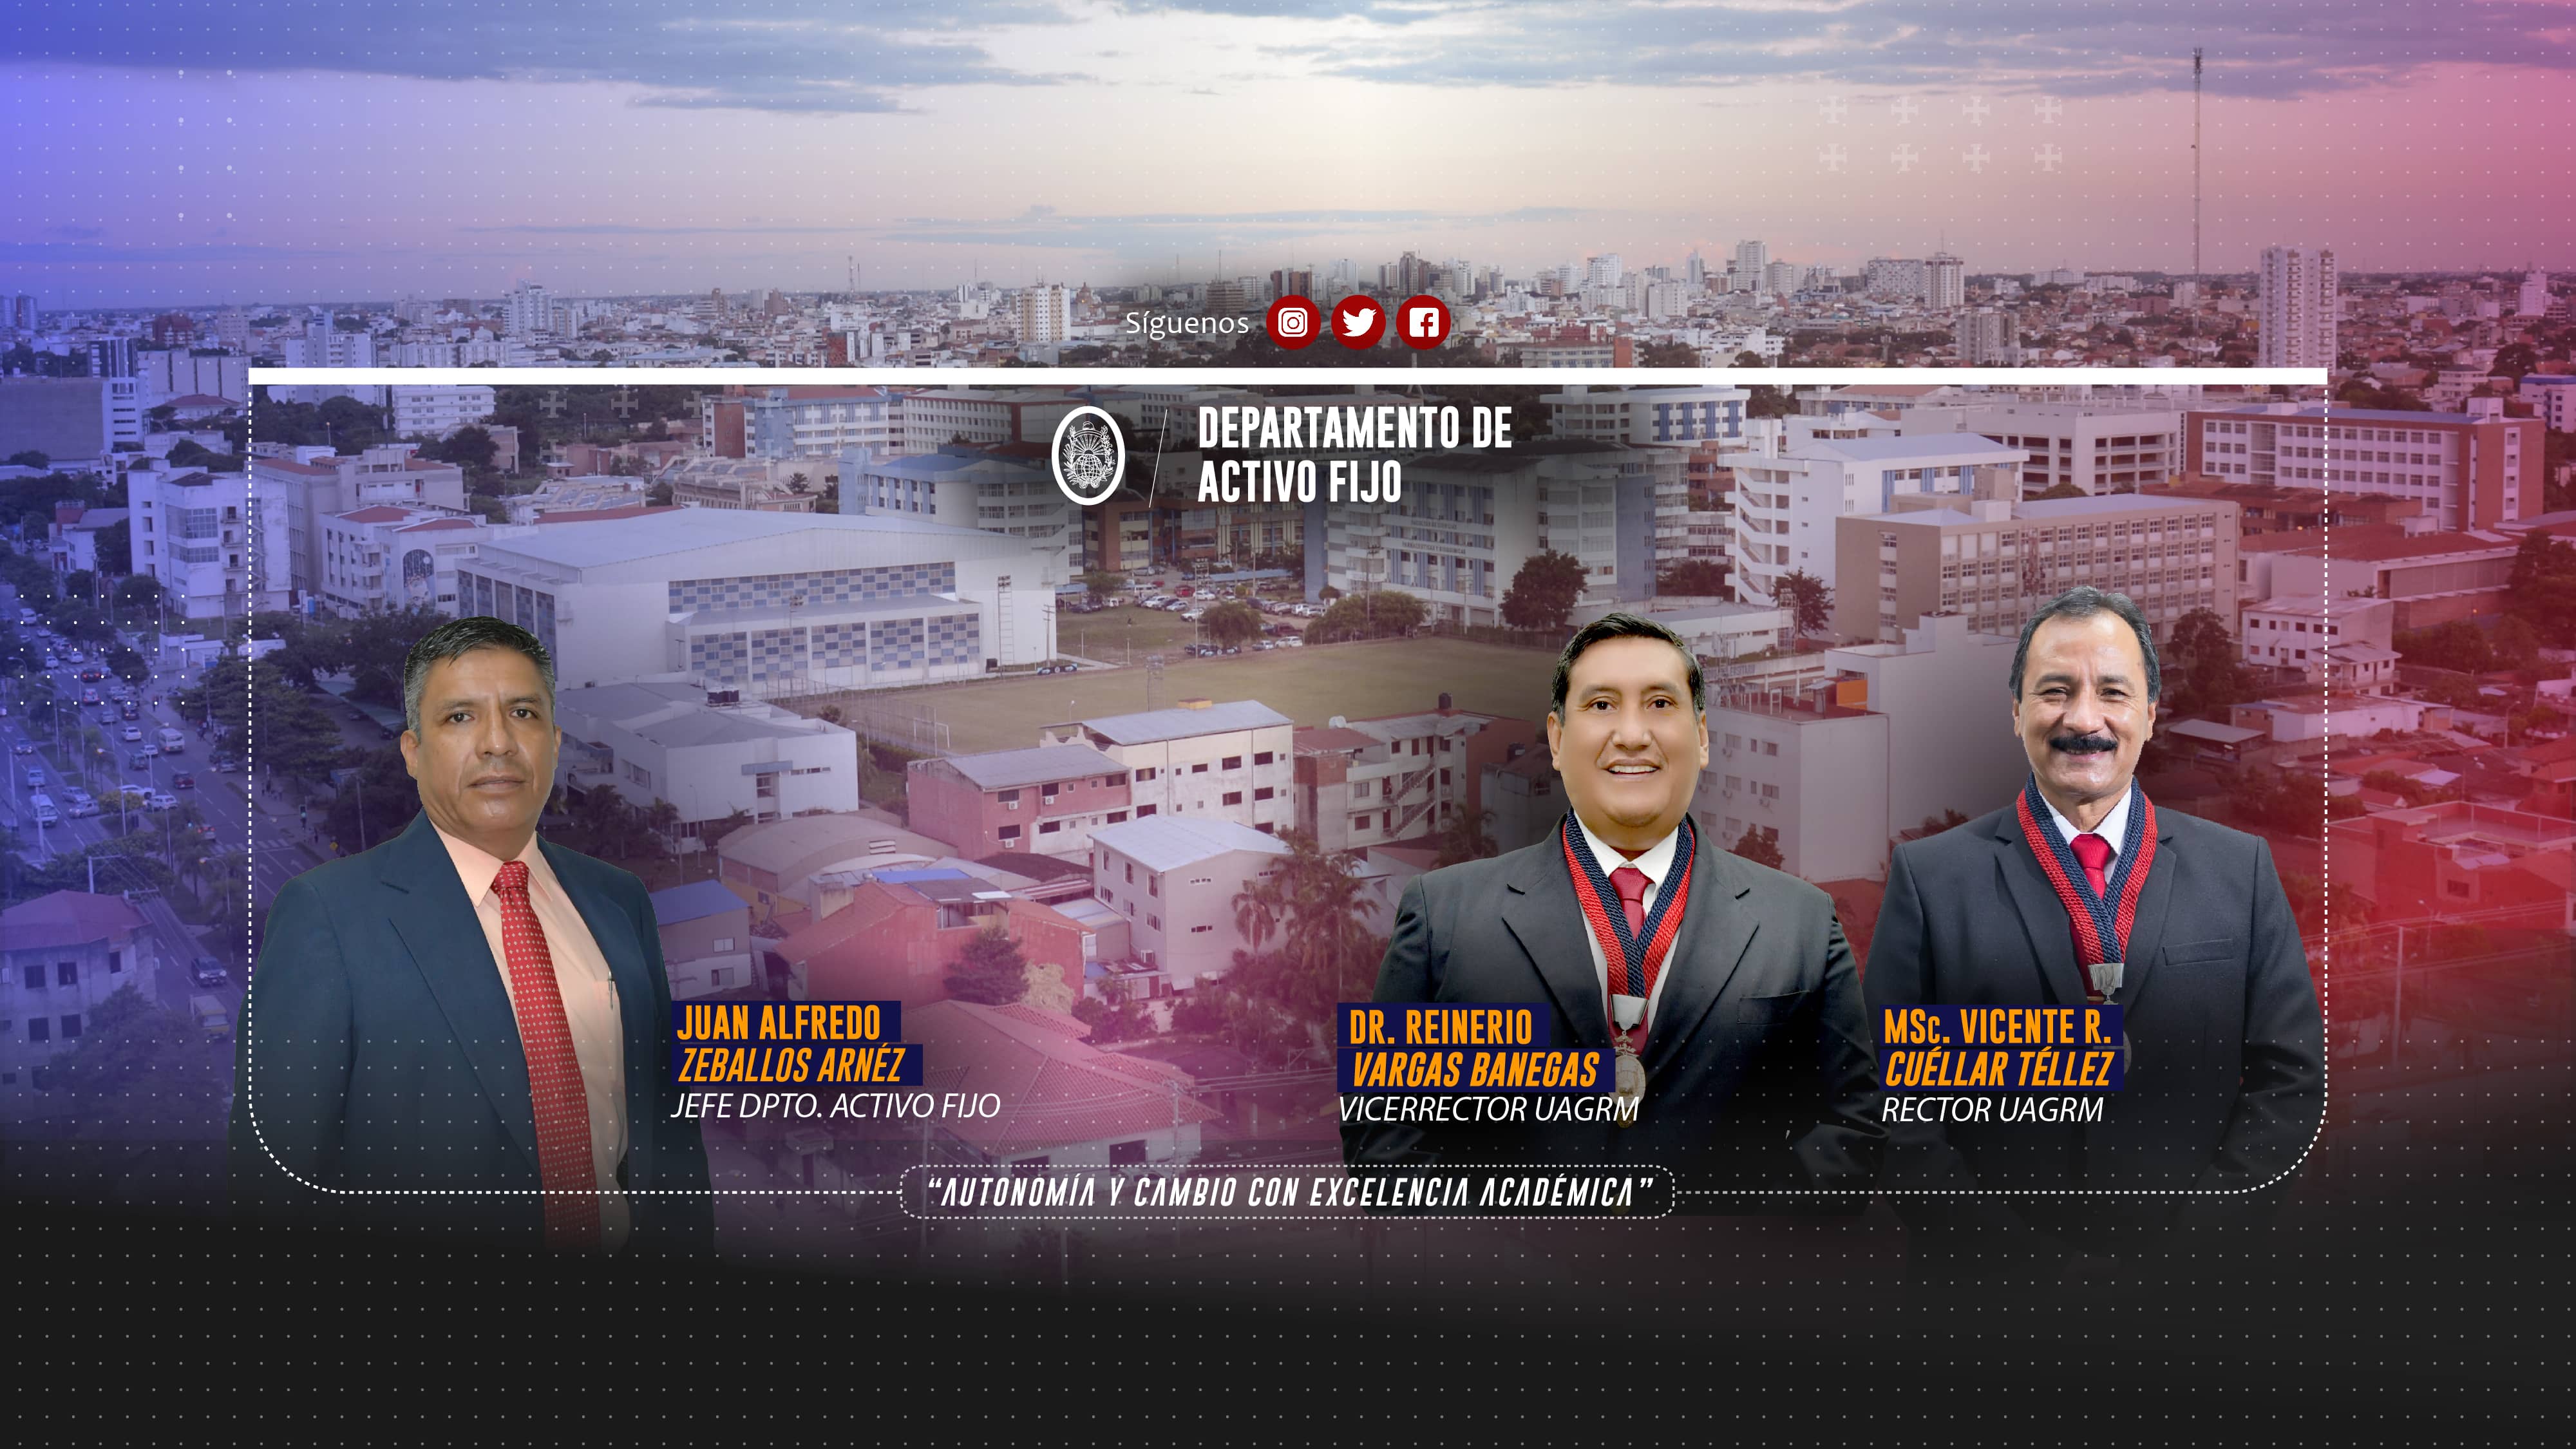 Síguenos
DEPARTAMENTO DE
ACTIVO FIJO
JUAN ALFREDO
ZEBALLOS ARNÉZ
JEFE DPTO. ACTIVO FIJO
DR. REINERIO
VARGAS BANEGAS
VICERRECTOR UAGRM
MSc. VICENTE R.
CUÉLLAR TÉLLEZ
RECTOR UAGRM
“AUTONOMÍA Y CAMBIO CON EXCELENCIA ACADÉMICA”